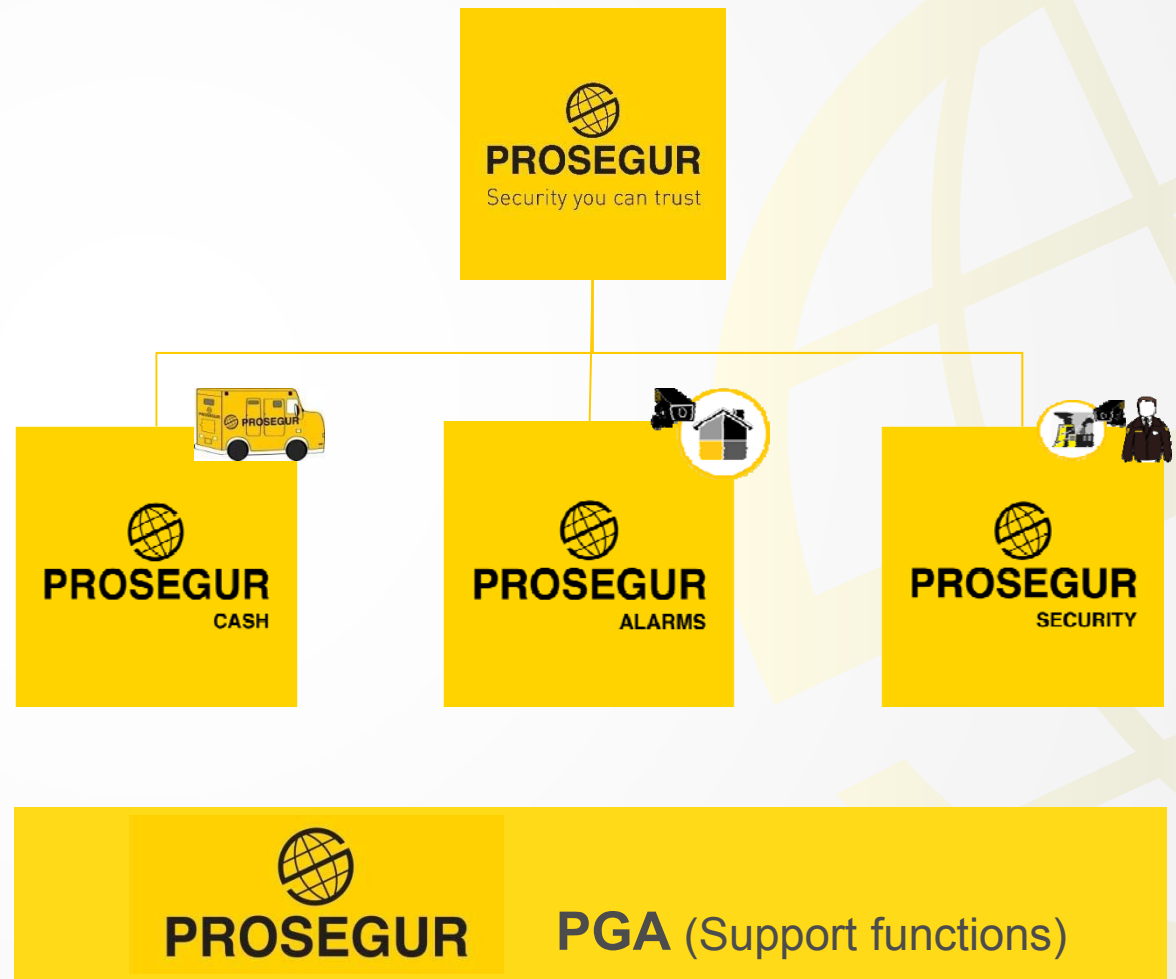 PROSEGUR
Security you can trust
PROSEGUR
PROSEGUR
CASH
PROSEGUR
ALARMS
PROSEGUR
SECURITY
PROSEGUR
PGA (Support functions)